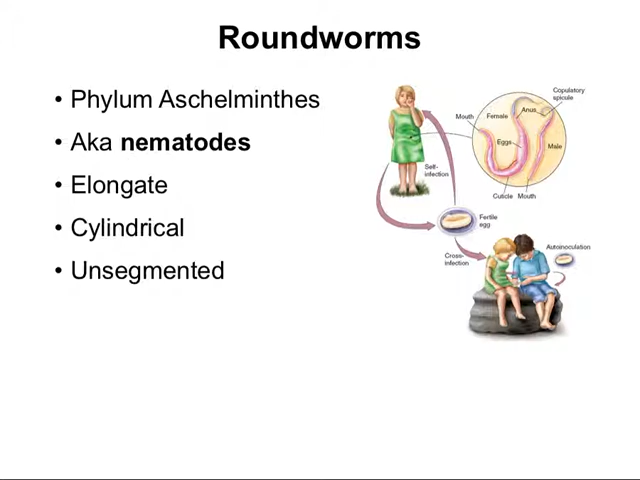 Roundworms
• Phylum Aschelminthes
• Aka nematodes
• Elongate
• Cylindrical
• Unsegmented
Copulatory
spicule
Mouth
Female
Anus
Eggs
Male
Self-
infection
Cuticle
Mouth
Fertile
egg
Cross-
infection
Autoinoculation